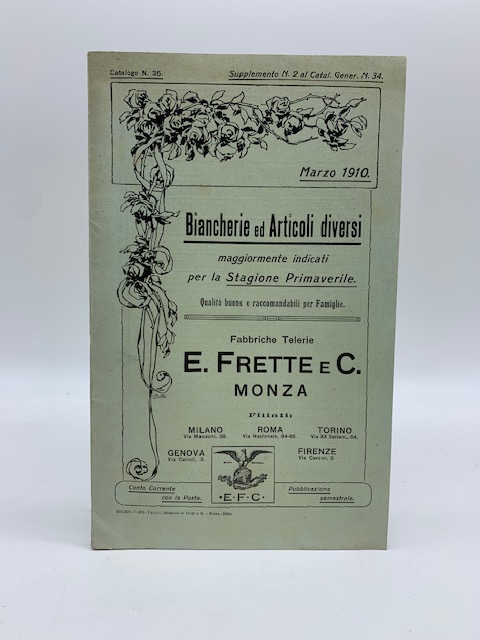 Catalogo N. 35.
Supplemento N. 2 al Catal. Gener. N. 34.
Marzo 1910.
Biancherie ed Articoli diversi
maggiormente indicati
per la Stagione Primaverile.
Qualità buone e raccomandabili per Famiglie.
Fabbriche Telerie
E. FRETTE E C.
MONZA
Filiali:
MILANO ROMA TORINO
Via Manzoni, 38. Via Nazionale, 84-85. Via XX Settem., 64.
GENOVA FIRENZE
Via Cairoli, 3. Via Cavour, 2.
Conto Corrente
con la Posta.
E·F·C·
Pubblicazione
semestrale.